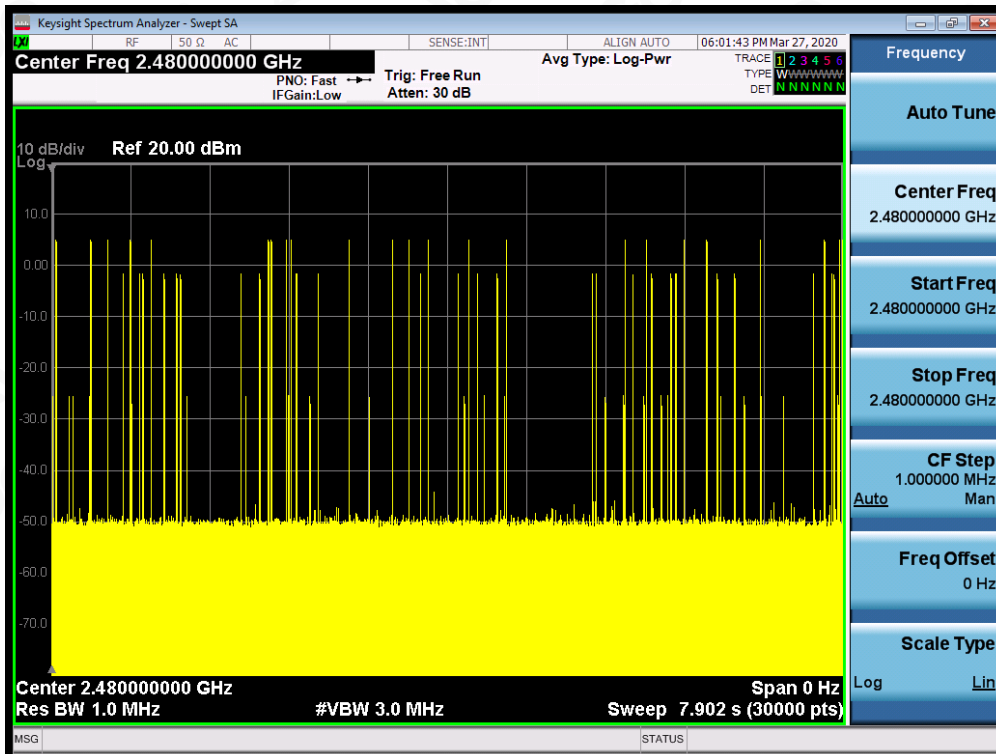 Keysight Spectrum Analyzer - Swept SA
LXI RF 50 Ω AC SENSE:INT ALIGN AUTO 06:01:43 PM Mar 27, 2020
Center Freq 2.480000000 GHz
PNO: Fast
IFGain:Low
Trig: Free Run
Atten: 30 dB
Avg Type: Log-Pwr
TRACE 1 2 3 4 5 6
TYPE WWWWWWW
DET N N N N N N
10 dB/div
Log
Ref 20.00 dBm
10.0
0.00
-10.0
-20.0
-30.0
-40.0
-50.0
-60.0
-70.0
Center 2.480000000 GHz
Span 0 Hz
Res BW 1.0 MHz
#VBW 3.0 MHz
Sweep 7.902 s (30000 pts)
MSG
STATUS
Frequency
Auto Tune
Center Freq
2.480000000 GHz
Start Freq
2.480000000 GHz
Stop Freq
2.480000000 GHz
CF Step
1.000000 MHz
Auto Man
Freq Offset
0 Hz
Scale Type
Log Lin